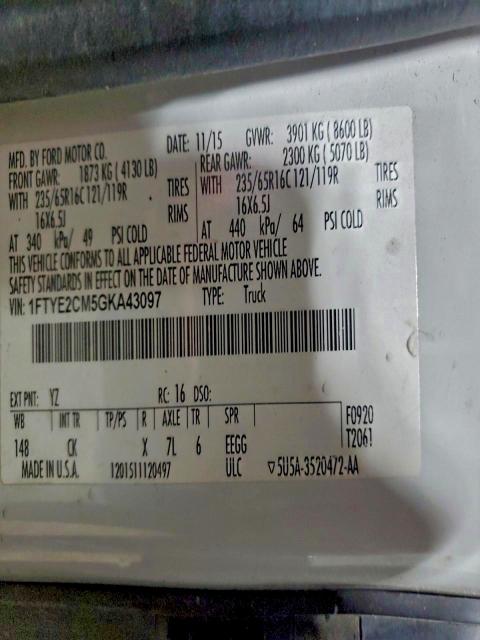 MFD. BY FORD MOTOR CO. DATE: 11/15 GVWR: 3901 KG (8600 LB)
FRONT GAWR: 1873 KG (4130 LB) REAR GAWR: 2300 KG (5070 LB)
WITH 235/65R16C 121/119R TIRES WITH 235/65R16C 121/119R TIRES
16X6.5J RIMS 16X6.5J RIMS
AT 340 kPa/ 49 PSI COLD AT 440 kPa/ 64 PSI COLD
THIS VEHICLE CONFORMS TO ALL APPLICABLE FEDERAL MOTOR VEHICLE
SAFETY STANDARDS IN EFFECT ON THE DATE OF MANUFACTURE SHOWN ABOVE.
VIN: 1FTYE2CM5GKA43097 TYPE: Truck
EXT PNT: YZ RC: 16 DSO:
WB INT TR TP/PS R AXLE TR SPR F0920
148 CK X 7L 6 EEGG T2061
MADE IN U.S.A. 1201511120497 ULC ▽5U5A-3520472-AA